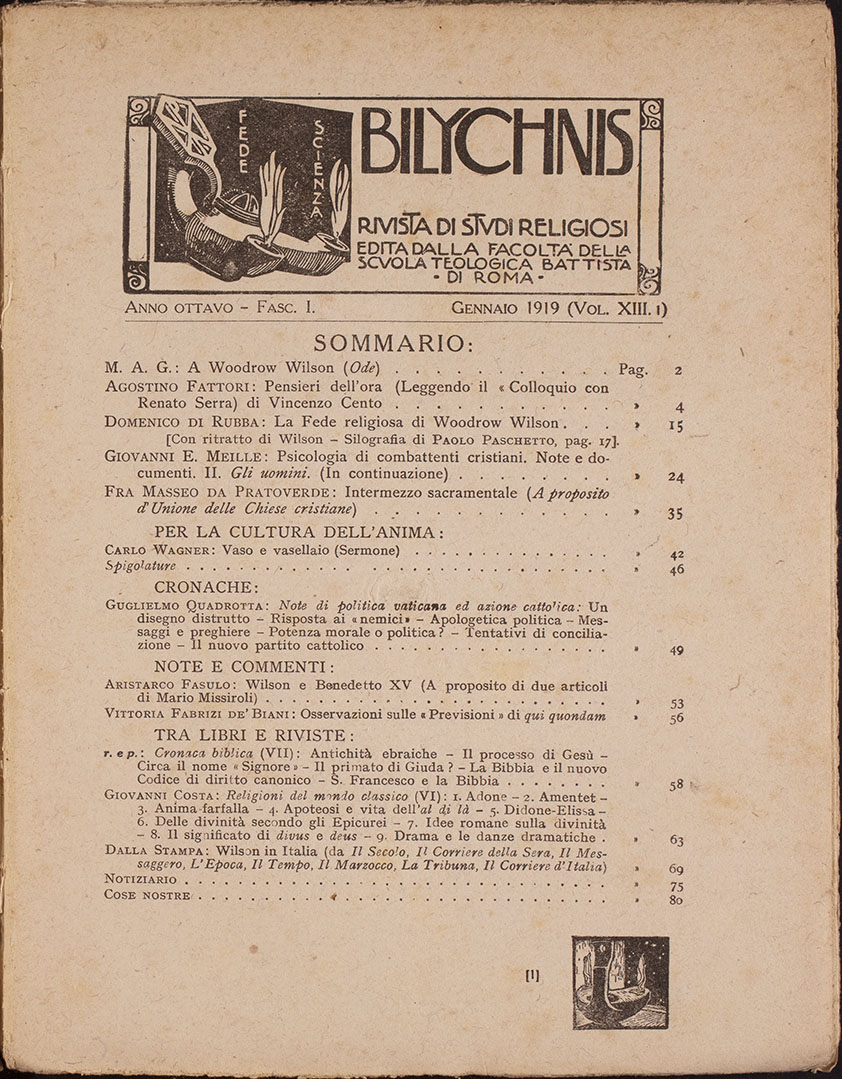 FEDE
SCIENZA
BILYCHNIS
RIVISTA DI STVDI RELIGIOSI
EDITA DALLA FACOLTA' DELLA
SCVOLA TEOLOGICA BATTISTA
- DI ROMA -
ANNO OTTAVO - FASC. I. GENNAIO 1919 (VOL. XIII. 1)
SOMMARIO:
M. A. G.: A Woodrow Wilson (Ode) . . . . . . . . . . . Pag. 2
AGOSTINO FATTORI: Pensieri dell'ora (Leggendo il « Colloquio con
Renato Serra) di Vincenzo Cento . . . . . . . . . . . » 4
DOMENICO DI RUBBA: La Fede religiosa di Woodrow Wilson . . . » 15
[Con ritratto di Wilson - Silografia di PAOLO PASCHETTO, pag. 17].
GIOVANNI E. MEILLE: Psicologia di combattenti cristiani. Note e do-
cumenti. II. Gli uomini. (In continuazione) . . . . . . . . » 24
FRA MASSEO DA PRATOVERDE: Intermezzo sacramentale (A proposito
d'Unione delle Chiese cristiane) . . . . . . . . . . . . . » 35
PER LA CULTURA DELL'ANIMA:
CARLO WAGNER: Vaso e vasellaio (Sermone) . . . . . . . . . . . . . . . » 42
Spigolature . . . . . . . . . . . . . . . . . . . . . . . . . . . . . . . » 46
CRONACHE:
GUGLIELMO QUADROTTA: Note di politica vaticana ed azione cattolica: Un
disegno distrutto - Risposta ai « nemici » - Apologetica politica - Mes-
saggi e preghiere - Potenza morale o politica? - Tentativi di concilia-
zione - Il nuovo partito cattolico . . . . . . . . . . . . . . . . . . » 49
NOTE E COMMENTI:
ARISTARCO FASULO: Wilson e Benedetto XV (A proposito di due articoli
di Mario Missiroli) . . . . . . . . . . . . . . . . . . . . . . . . . . » 53
VITTORIA FABRIZI DE' BIANI: Osservazioni sulle « Previsioni » di qui quondam » 56
TRA LIBRI E RIVISTE:
r. e p.: Cronaca biblica (VII): Antichità ebraiche - Il processo di Gesù -
Circa il nome « Signore » - Il primato di Giuda? - La Bibbia e il nuovo
Codice di diritto canonico - S. Francesco e la Bibbia . . . . . . . . » 58
GIOVANNI COSTA: Religioni del mondo classico (VI): 1. Adone - 2. Amentet -
3. Anima-farfalla - 4. Apoteosi e vita dell'al di là - 5. Didone-Elissa -
6. Delle divinità secondo gli Epicurei - 7. Idee romane sulla divinità
- 8. Il significato di divus e deus - 9. Drama e le danze dramatiche . » 63
DALLA STAMPA: Wilson in Italia (da Il Secolo, Il Corriere della Sera, Il Mes-
saggero, L'Epoca, Il Tempo, Il Marzocco, La Tribuna, Il Corriere d'Italia) » 69
NOTIZIARIO . . . . . . . . . . . . . . . . . . . . . . . . . . . . . . . » 75
COSE NOSTRE . . . . . . . . . . . . . . . . . . . . . . . . . . . . . . » 80
[1]